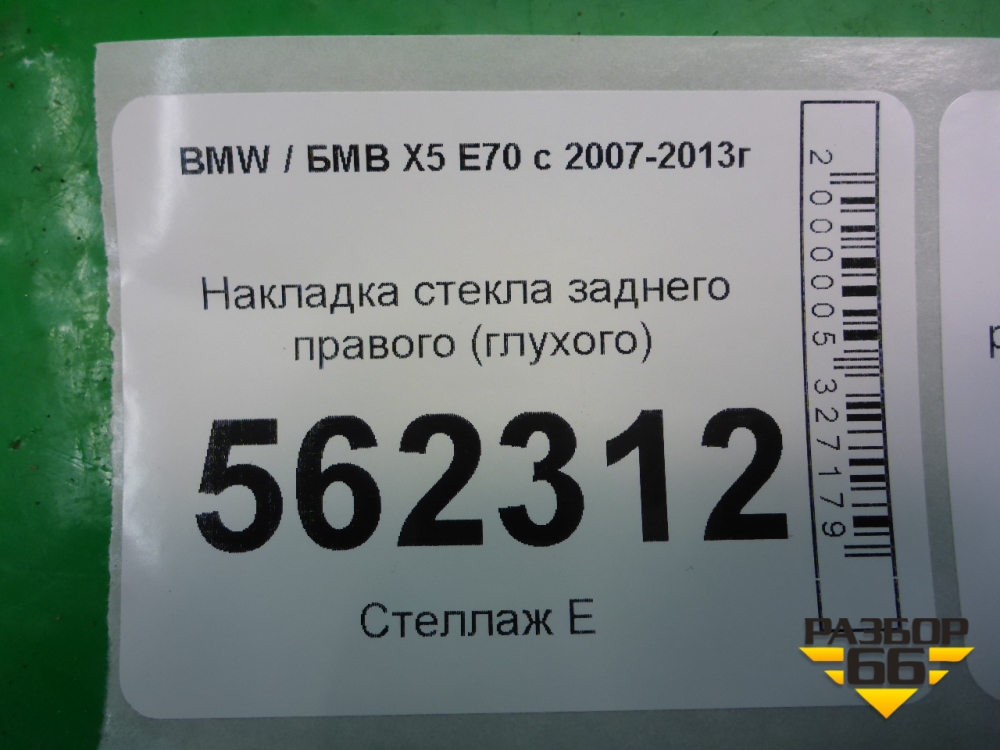 BMW / БМВ X5 E70 с 2007-2013г
Накладка стекла заднего
правого (глухого)
562312
Стеллаж Е
2000005327179
РАЗБОР
66
р